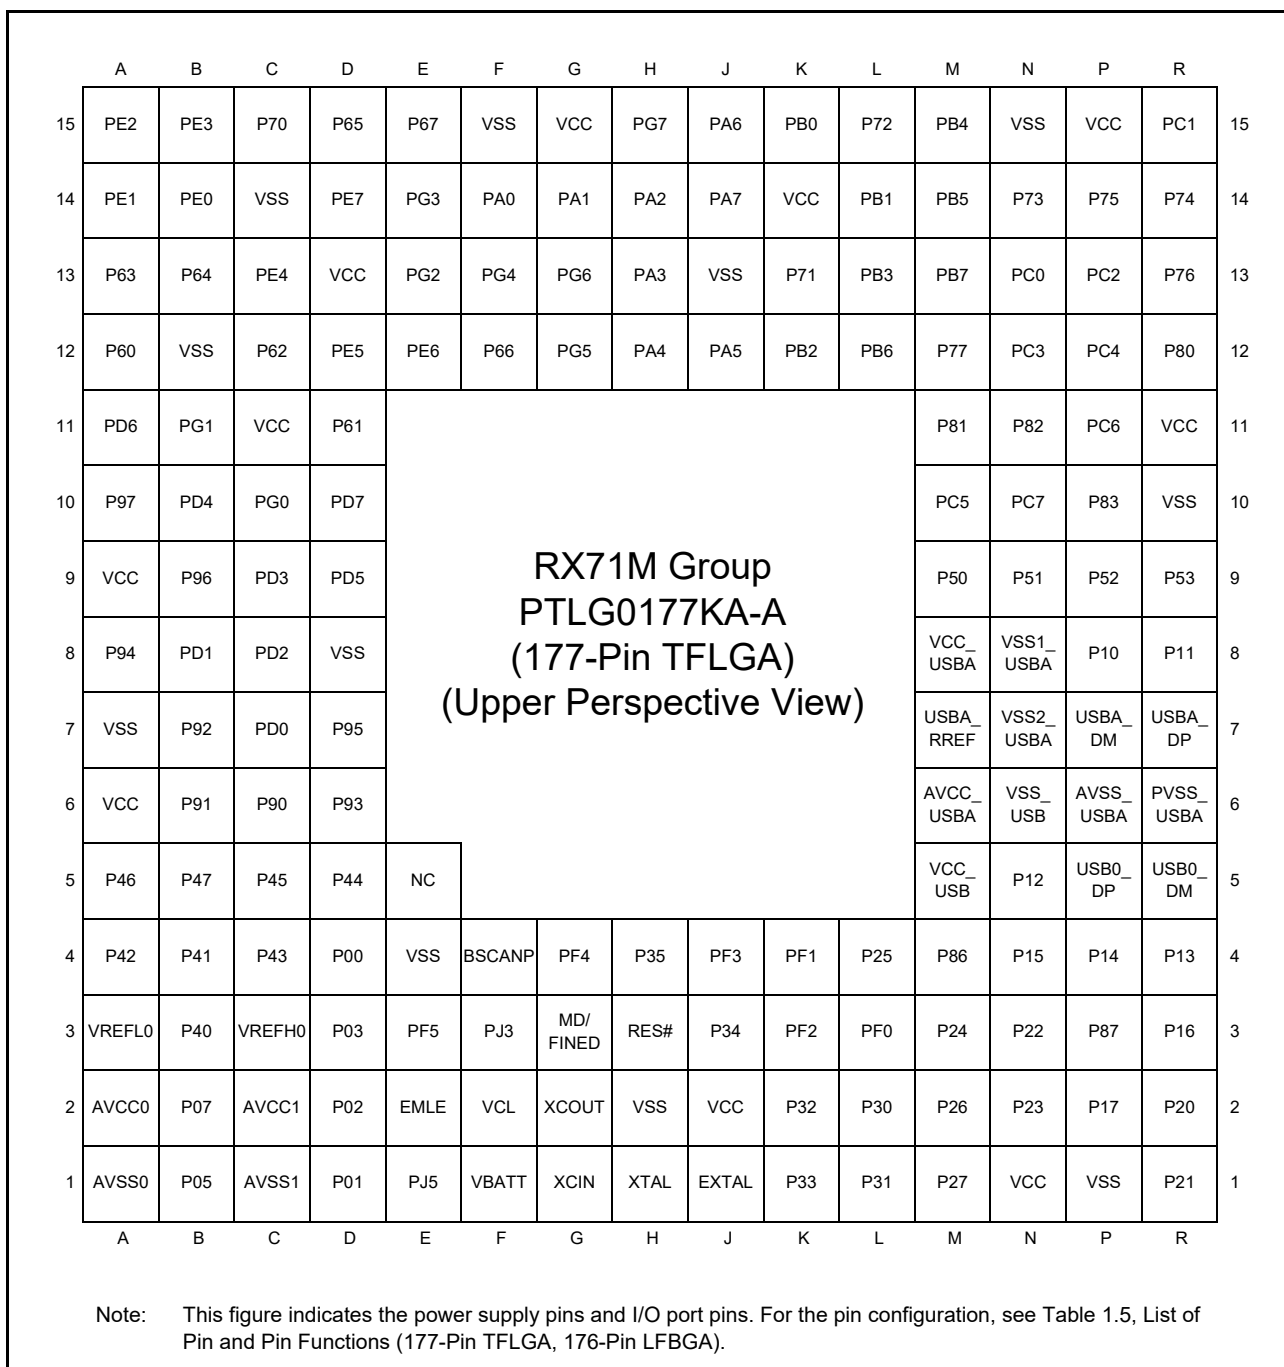 A B C D E F G H J K L M N P R
15 PE2 PE3 P70 P65 P67 VSS VCC PG7 PA6 PB0 P72 PB4 VSS VCC PC1 15
14 PE1 PE0 VSS PE7 PG3 PA0 PA1 PA2 PA7 VCC PB1 PB5 P73 P75 P74 14
13 P63 P64 PE4 VCC PG2 PG4 PG6 PA3 VSS P71 PB3 PB7 PC0 PC2 P76 13
12 P60 VSS P62 PE5 PE6 P66 PG5 PA4 PA5 PB2 PB6 P77 PC3 PC4 P80 12
11 PD6 PG1 VCC P61 P81 P82 PC6 VCC 11
10 P97 PD4 PG0 PD7 PC5 PC7 P83 VSS 10
9 VCC P96 PD3 PD5 P50 P51 P52 P53 9
RX71M Group
PTLG0177KA-A
(177-Pin TFLGA)
(Upper Perspective View)
8 P94 PD1 PD2 VSS VCC_ USBA VSS1_ USBA P10 P11 8
7 VSS P92 PD0 P95 USBA_ RREF VSS2_ USBA USBA_ DM USBA_ DP 7
6 VCC P91 P90 P93 AVCC_ USBA VSS_ USB AVSS_ USBA PVSS_ USBA 6
5 P46 P47 P45 P44 NC VCC_ USB P12 USB0_ DP USB0_ DM 5
4 P42 P41 P43 P00 VSS BSCANP PF4 P35 PF3 PF1 P25 P86 P15 P14 P13 4
3 VREFL0 P40 VREFH0 P03 PF5 PJ3 MD/ FINED RES# P34 PF2 PF0 P24 P22 P87 P16 3
2 AVCC0 P07 AVCC1 P02 EMLE VCL XCOUT VSS VCC P32 P30 P26 P23 P17 P20 2
1 AVSS0 P05 AVSS1 P01 PJ5 VBATT XCIN XTAL EXTAL P33 P31 P27 VCC VSS P21 1
A B C D E F G H J K L M N P R
Note: This figure indicates the power supply pins and I/O port pins. For the pin configuration, see Table 1.5, List of
Pin and Pin Functions (177-Pin TFLGA, 176-Pin LFBGA).